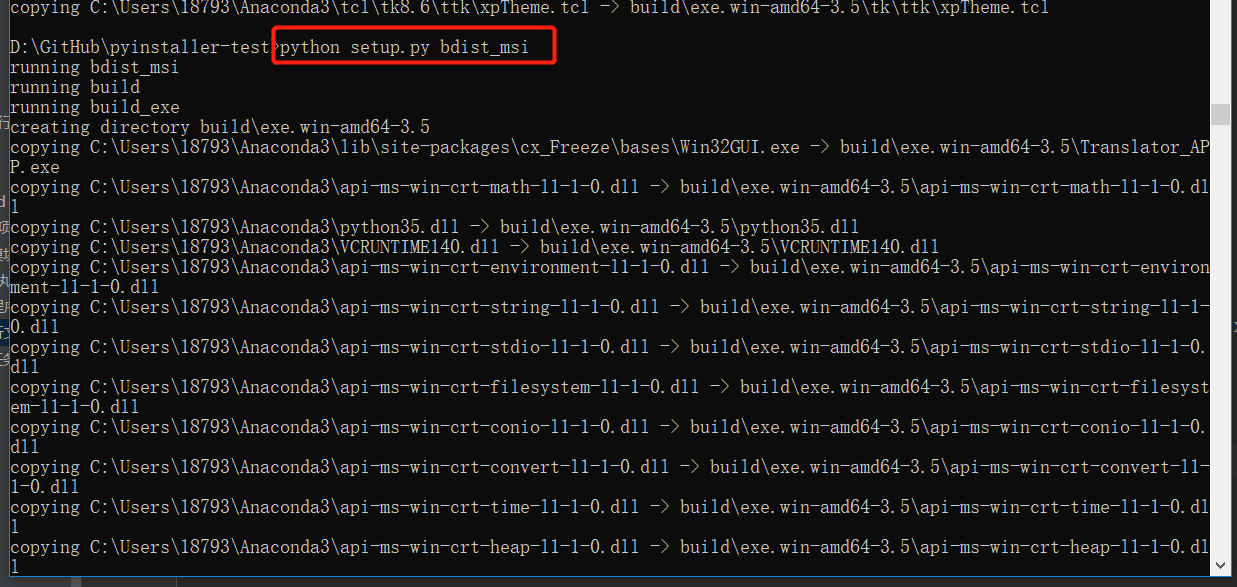 copying C:\Users\18793\Anaconda3\tcl\tk8.6\ttk\xpTheme.tcl -> build\exe.win-amd64-3.5\tk\ttk\xpTheme.tcl
D:\GitHub\pyinstaller-test>python setup.py bdist_msi
running bdist_msi
running build
running build_exe
creating directory build\exe.win-amd64-3.5
copying C:\Users\18793\Anaconda3\lib\site-packages\cx_Freeze\bases\Win32GUI.exe -> build\exe.win-amd64-3.5\Translator_AP
P.exe
copying C:\Users\18793\Anaconda3\api-ms-win-crt-math-l1-1-0.dll -> build\exe.win-amd64-3.5\api-ms-win-crt-math-l1-1-0.dl
l
copying C:\Users\18793\Anaconda3\python35.dll -> build\exe.win-amd64-3.5\python35.dll
copying C:\Users\18793\Anaconda3\VCRUNTIME140.dll -> build\exe.win-amd64-3.5\VCRUNTIME140.dll
copying C:\Users\18793\Anaconda3\api-ms-win-crt-environment-l1-1-0.dll -> build\exe.win-amd64-3.5\api-ms-win-crt-environ
ment-l1-1-0.dll
copying C:\Users\18793\Anaconda3\api-ms-win-crt-string-l1-1-0.dll -> build\exe.win-amd64-3.5\api-ms-win-crt-string-l1-1-
0.dll
copying C:\Users\18793\Anaconda3\api-ms-win-crt-stdio-l1-1-0.dll -> build\exe.win-amd64-3.5\api-ms-win-crt-stdio-l1-1-0.
dll
copying C:\Users\18793\Anaconda3\api-ms-win-crt-filesystem-l1-1-0.dll -> build\exe.win-amd64-3.5\api-ms-win-crt-filesyst
em-l1-1-0.dll
copying C:\Users\18793\Anaconda3\api-ms-win-crt-conio-l1-1-0.dll -> build\exe.win-amd64-3.5\api-ms-win-crt-conio-l1-1-0.
dll
copying C:\Users\18793\Anaconda3\api-ms-win-crt-convert-l1-1-0.dll -> build\exe.win-amd64-3.5\api-ms-win-crt-convert-l1-
1-0.dll
copying C:\Users\18793\Anaconda3\api-ms-win-crt-time-l1-1-0.dll -> build\exe.win-amd64-3.5\api-ms-win-crt-time-l1-1-0.dl
l
copying C:\Users\18793\Anaconda3\api-ms-win-crt-heap-l1-1-0.dll -> build\exe.win-amd64-3.5\api-ms-win-crt-heap-l1-1-0.dl
l